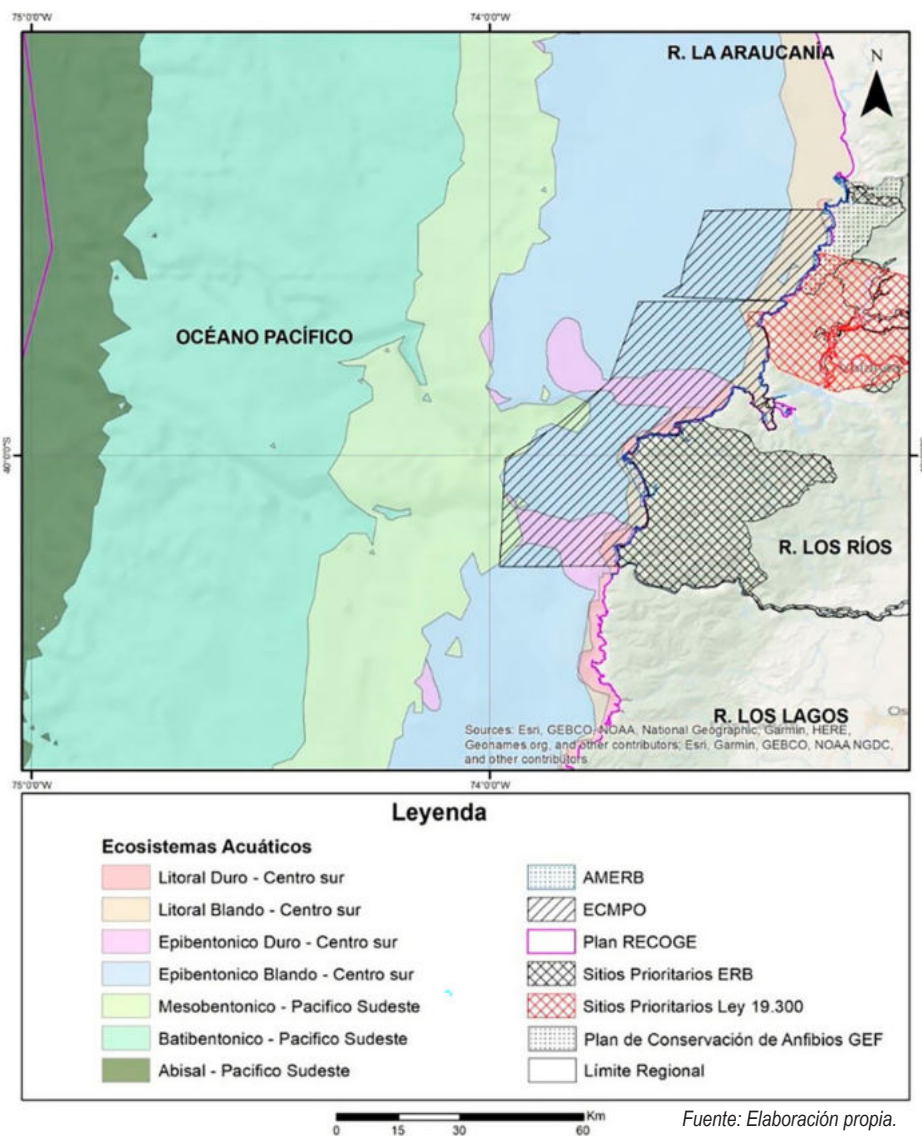 75°0'0"W
74°0'0"W
R. LA ARAUCANÍA
N
OCÉANO PACÍFICO
40°0'0"S
R. LOS RÍOS
R. LOS LAGOS
Os
Sources: Esri, GEBCO, NOAA, National Geographic, Garmin, HERE,
Geonames.org, and other contributors; Esri, Garmin, GEBCO, NOAA NGDC,
and other contributors
75°0'0"W
74°0'0"W
Leyenda
Ecosistemas Acuáticos
Litoral Duro - Centro sur
Litoral Blando - Centro sur
Epibentonico Duro - Centro sur
Epibentonico Blando - Centro sur
Mesobentonico - Pacifico Sudeste
Batibentonico - Pacifico Sudeste
Abisal - Pacifico Sudeste
AMERB
ECMPO
Plan RECOGE
Sitios Prioritarios ERB
Sitios Prioritarios Ley 19.300
Plan de Conservación de Anfibios GEF
Límite Regional
Km
0 15 30 60
Fuente: Elaboración propia.